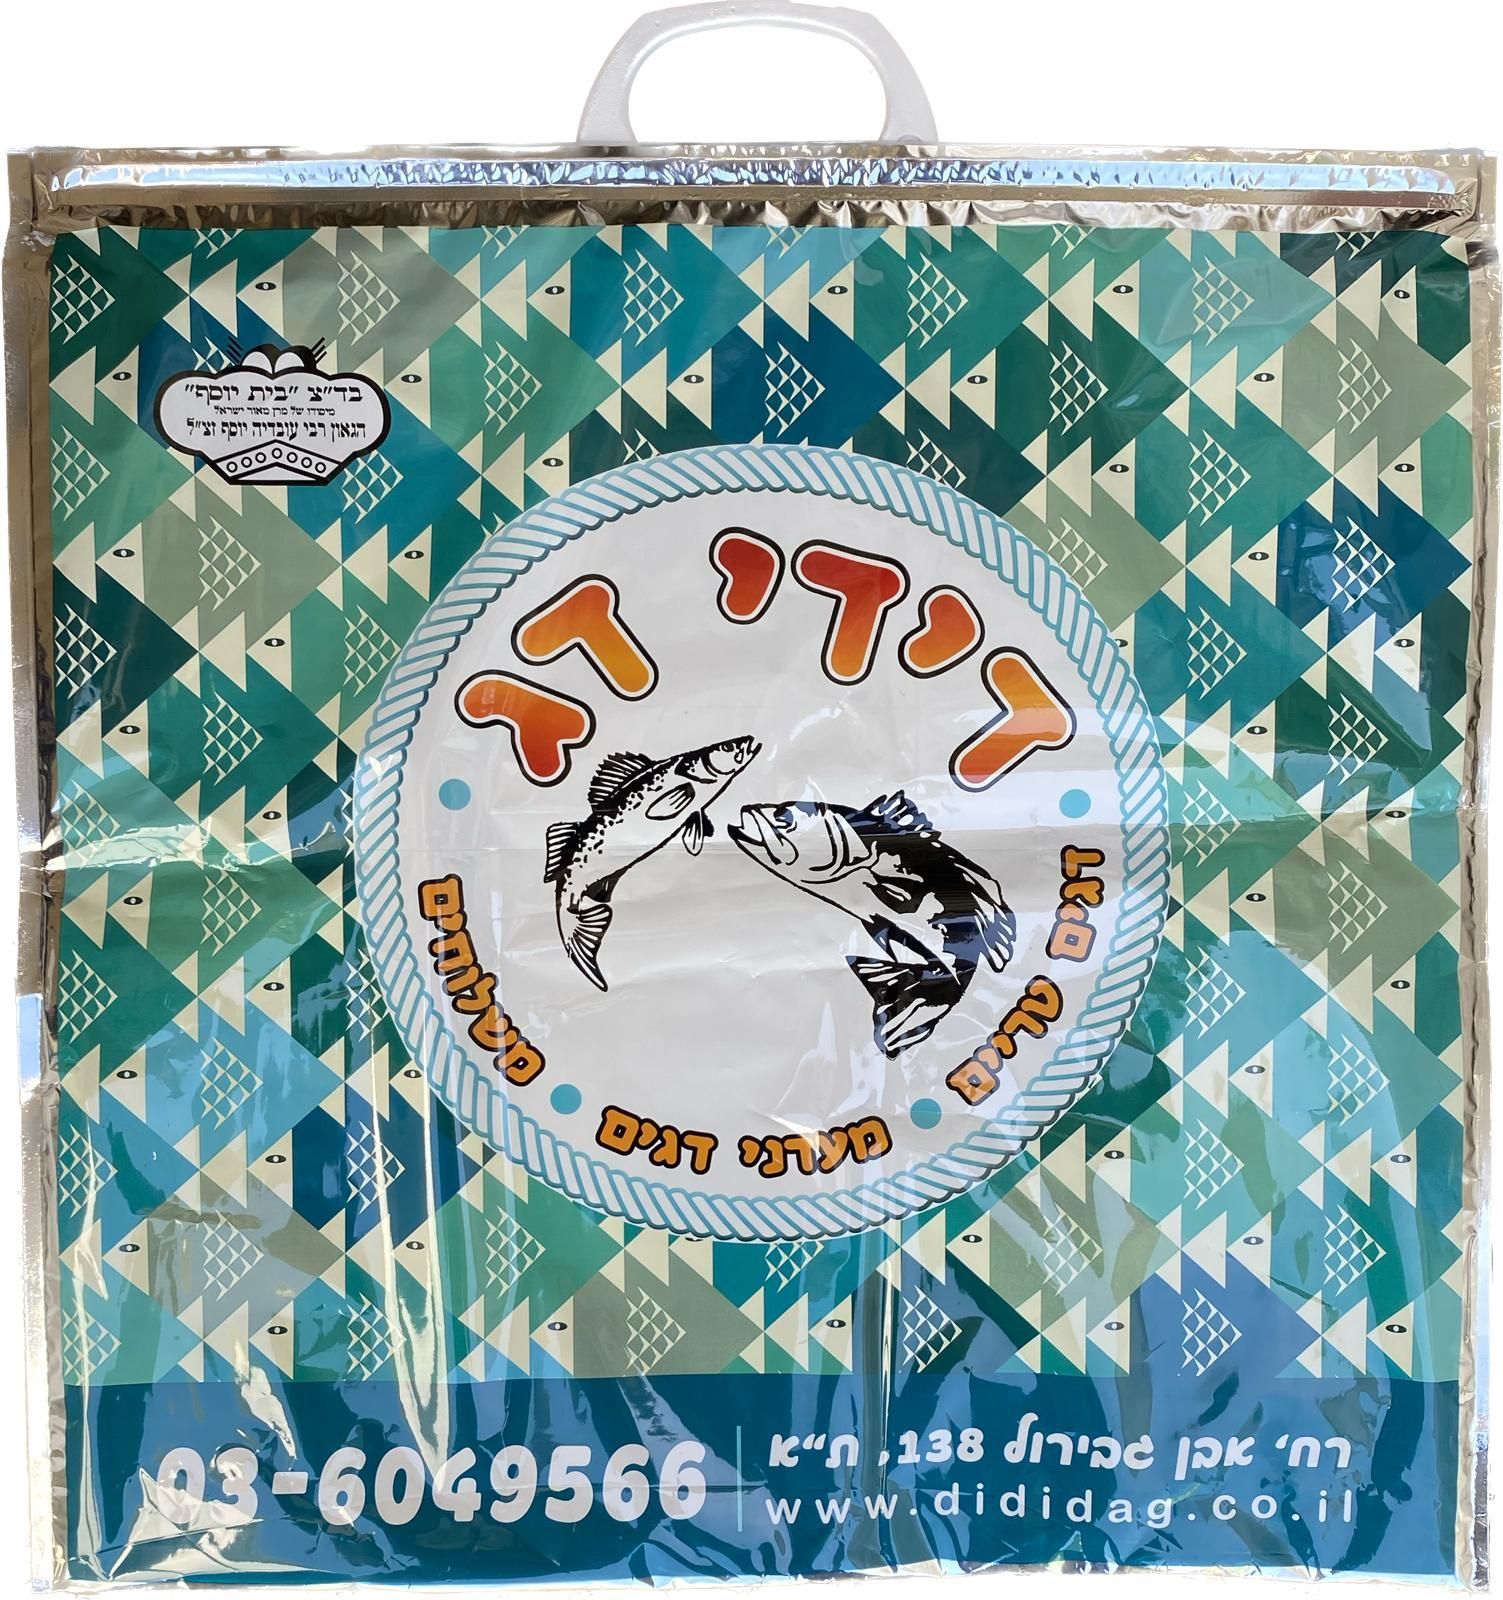 בד"צ "בית יוסף"
מיסודו של מרן מאור ישראל
הגאון רבי עובדיה יוסף זצ"ל
דידי דג
דגים טריים • מעדני דגים • משלוחים
רח' אבן גבירול 138, ת"א
www.dididag.co.il
03-6049566